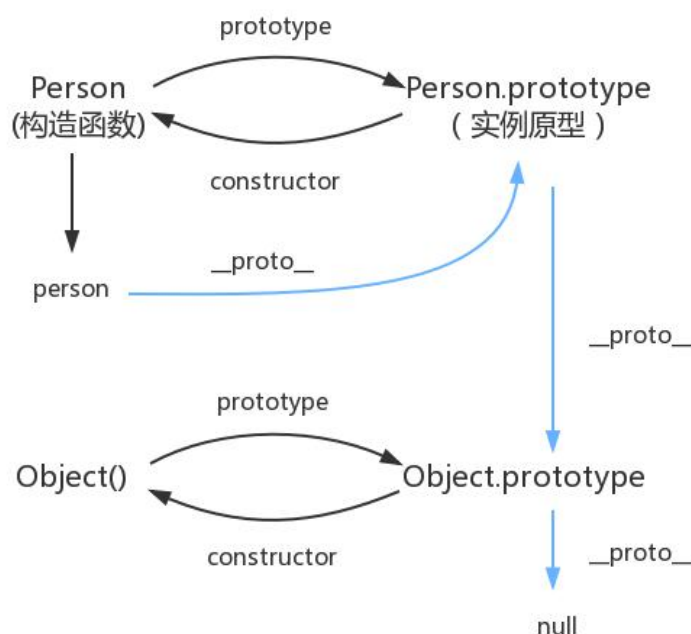 prototype
Person
(构造函数)
Person.prototype
（实例原型）
constructor
__proto__
person
__proto__
prototype
Object()
Object.prototype
constructor
__proto__
null